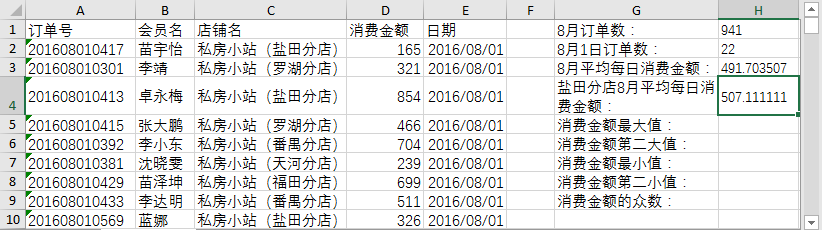 A B C D E F G H
1 订单号 会员名 店铺名 消费金额 日期 8月订单数： 941
2 201608010417 苗宇怡 私房小站（盐田分店） 165 2016/08/01 8月1日订单数： 22
3 201608010301 李靖 私房小站（罗湖分店） 321 2016/08/01 8月平均每日消费金额： 491.703507
4 201608010413 卓永梅 私房小站（盐田分店） 854 2016/08/01 盐田分店8月平均每日消
费金额： 507.111111
5 201608010415 张大鹏 私房小站（罗湖分店） 466 2016/08/01 消费金额最大值：
6 201608010392 李小东 私房小站（番禺分店） 704 2016/08/01 消费金额第二大值：
7 201608010381 沈晓雯 私房小站（天河分店） 239 2016/08/01 消费金额最小值：
8 201608010429 苗泽坤 私房小站（福田分店） 699 2016/08/01 消费金额第二小值：
9 201608010433 李达明 私房小站（番禺分店） 511 2016/08/01 消费金额的众数：
10 201608010569 蓝娜 私房小站（盐田分店） 326 2016/08/01